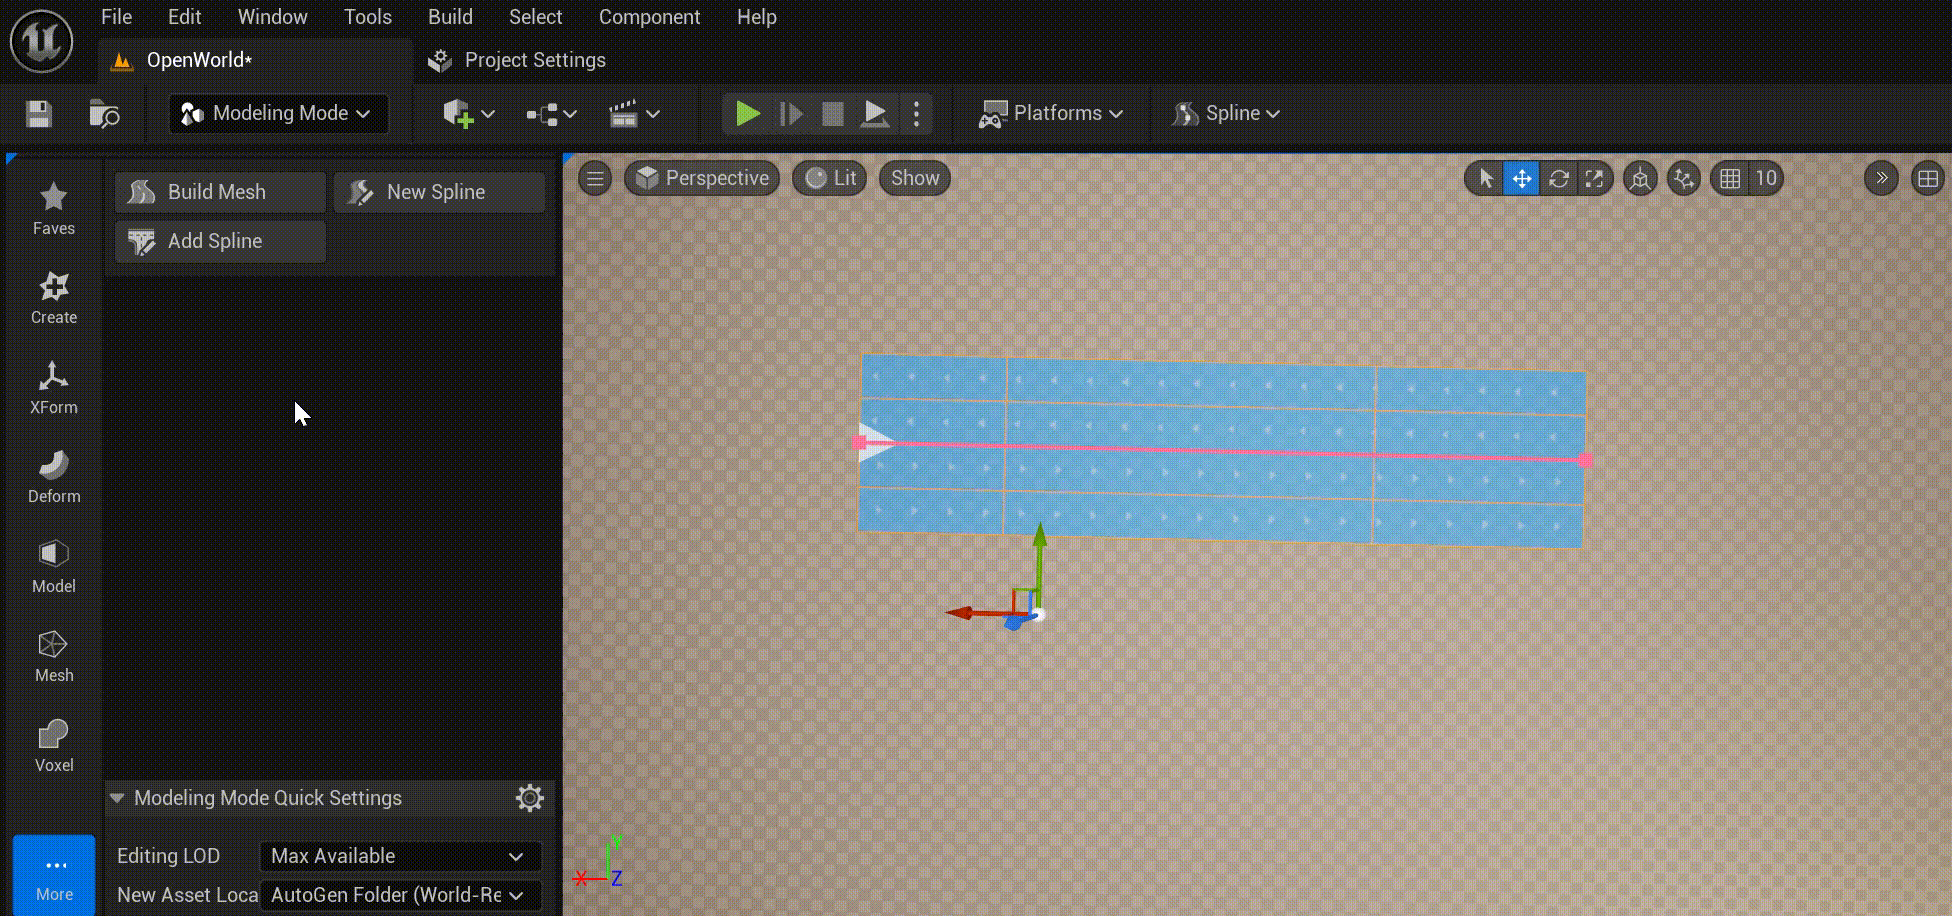 File Edit Window Tools Build Select Component Help
OpenWorld* Project Settings
Modeling Mode Platforms Spline
Build Mesh New Spline
Add Spline
Perspective Lit Show 10
Faves
Create
XForm
Deform
Model
Mesh
Voxel
Modeling Mode Quick Settings
Editing LOD Max Available
New Asset Loca AutoGen Folder (World-Re
More
Y
X Z